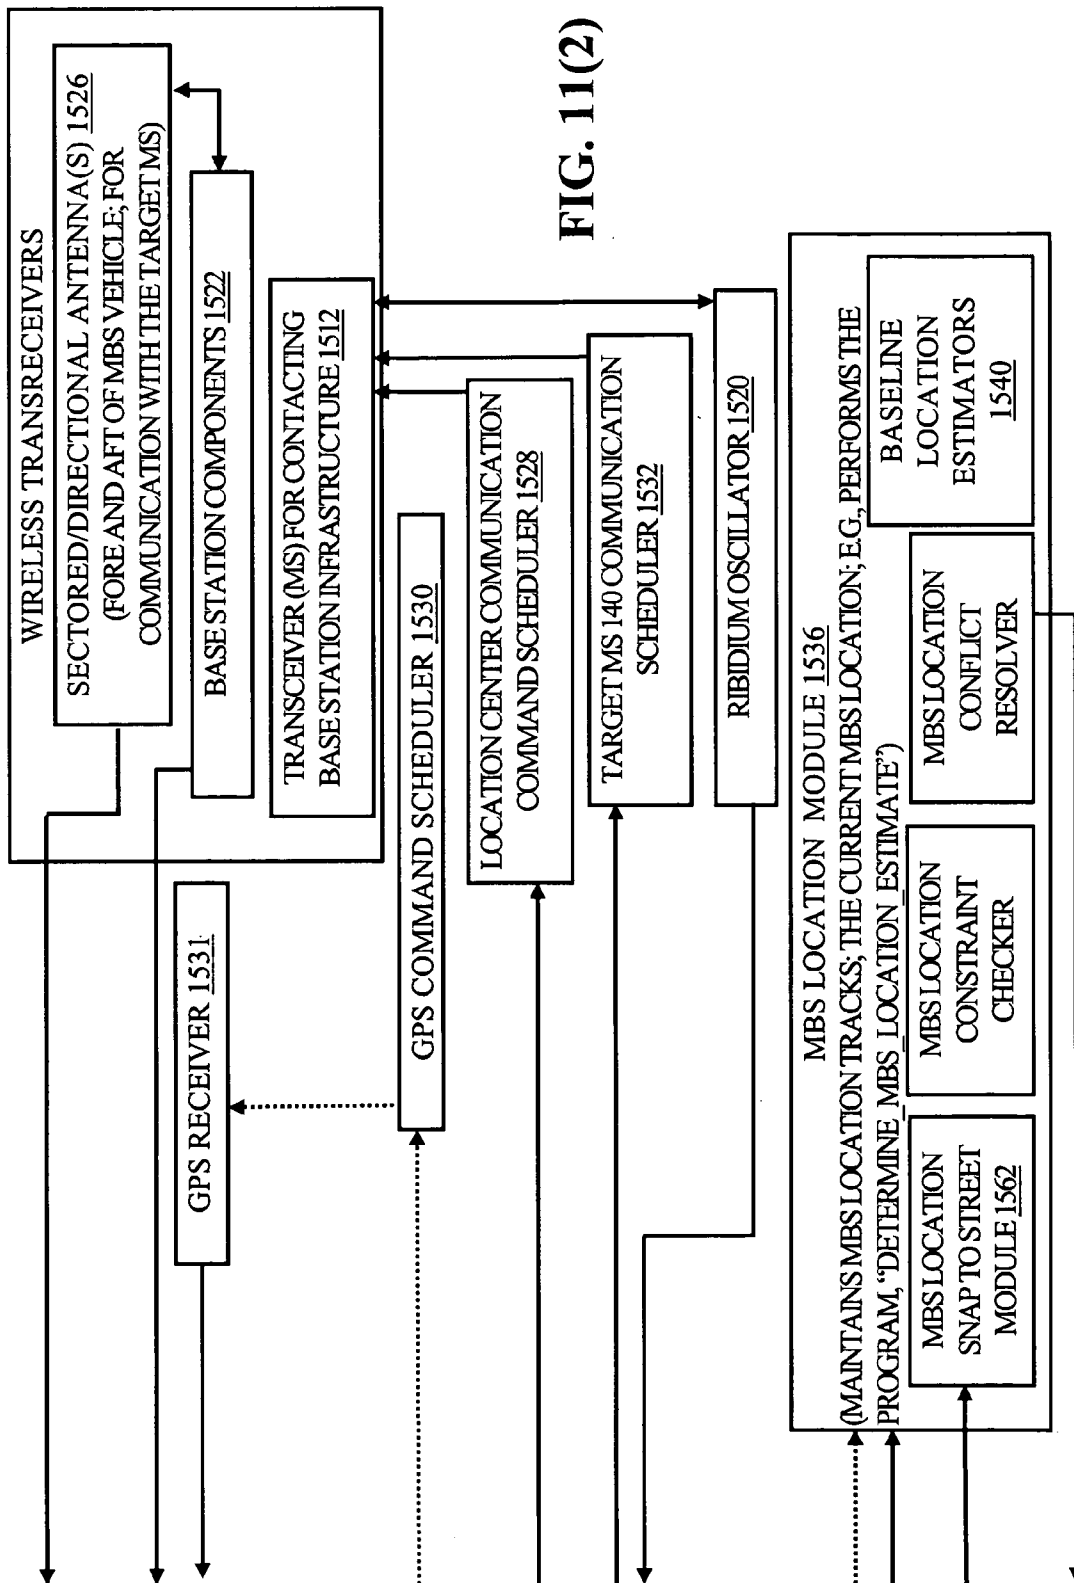 WIRELESS TRANSRECEIVERS
SECTORED/DIRECTIONAL ANTENNA(S) 1526
(FORE AND AFT OF MBS VEHICLE; FOR
COMMUNICATION WITH THE TARGET MS)
BASE STATION COMPONENTS 1522
TRANSCEIVER (MS) FOR CONTACTING
BASE STATION INFRASTRUCTURE 1512
GPS RECEIVER 1531
GPS COMMAND SCHEDULER 1530
LOCATION CENTER COMMUNICATION
COMMAND SCHEDULER 1528
TARGET MS 140 COMMUNICATION
SCHEDULER 1532
RIBIDIUM OSCILLATOR 1520
FIG. 11(2)
MBS LOCATION MODULE 1536
(MAINTAINS MBS LOCATION TRACKS; THE CURRENT MBS LOCATION; E.G., PERFORMS THE
PROGRAM, “DETERMINE_MBS_LOCATION_ESTIMATE”)
MBS LOCATION
SNAP TO STREET
MODULE 1562
MBS LOCATION
CONSTRAINT
CHECKER
MBS LOCATION
CONFLICT
RESOLVER
BASELINE
LOCATION
ESTIMATORS
1540